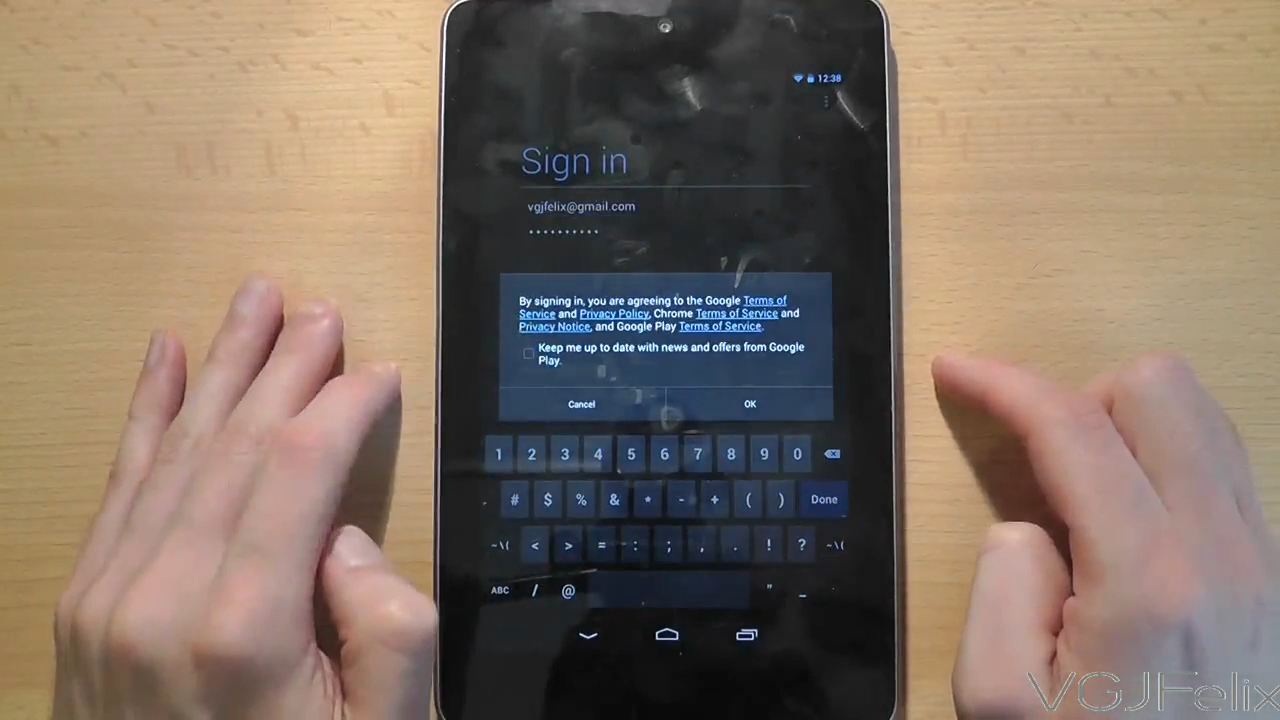 12:38
Sign in
vgjfelix@gmail.com
••••••••••
By signing in, you are agreeing to the Google Terms of
Service and Privacy Policy, Chrome Terms of Service and
Privacy Notice, and Google Play Terms of Service.
Keep me up to date with news and offers from Google
Play.
Cancel OK
1 2 3 4 5 6 7 8 9 0
# $ % & * - + ( ) Done
~\{ < > = : ; , . ! ? ~\{
ABC / @ " _
VGJFelix